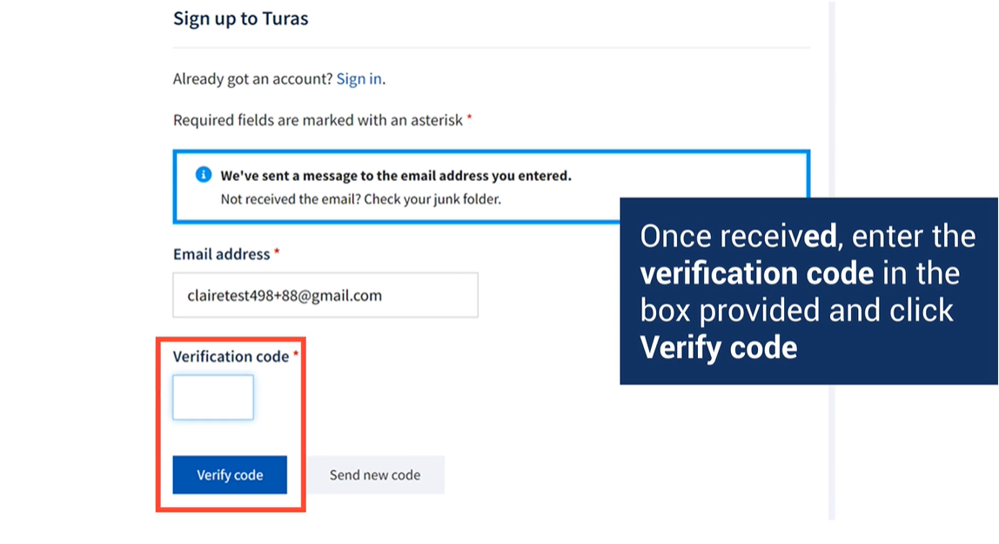 Sign up to Turas
Already got an account? Sign in.
Required fields are marked with an asterisk *
We've sent a message to the email address you entered.
Not received the email? Check your junk folder.
Once received, enter the
verification code in the
box provided and click
Verify code
Email address *
clairetest498+88@gmail.com
Verification code *
Verify code
Send new code